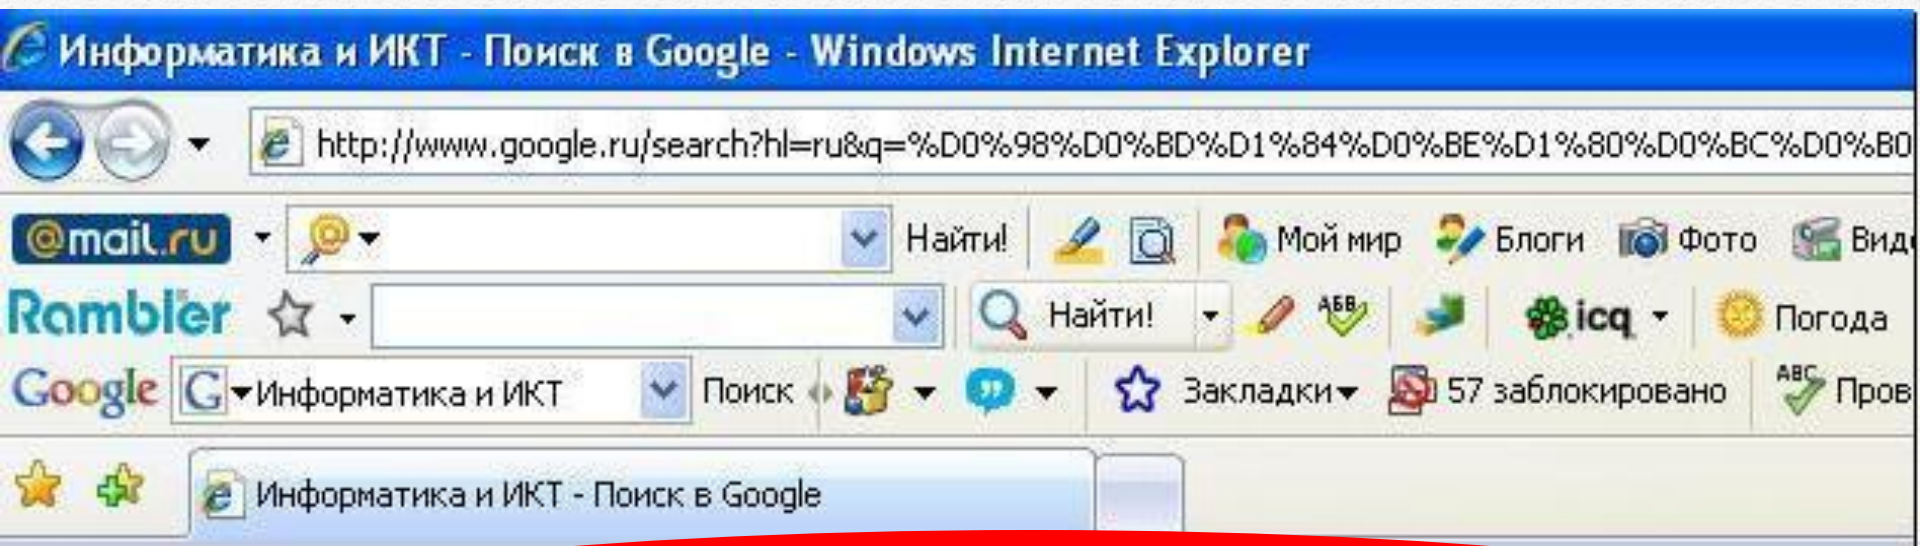 Информатика и ИКТ - Поиск в Google - Windows Internet Explorer
http://www.google.ru/search?hl=ru&q=%D0%98%D0%BD%D1%84%D0%BE%D1%80%D0%BC%D0%B0
@mail.ru Найти! Мой мир Блоги Фото Вид
Rambler Найти! АБВ icq Погода
Google G Информатика и ИКТ Поиск Закладки 57 заблокировано ABC Пров
Информатика и ИКТ - Поиск в Google